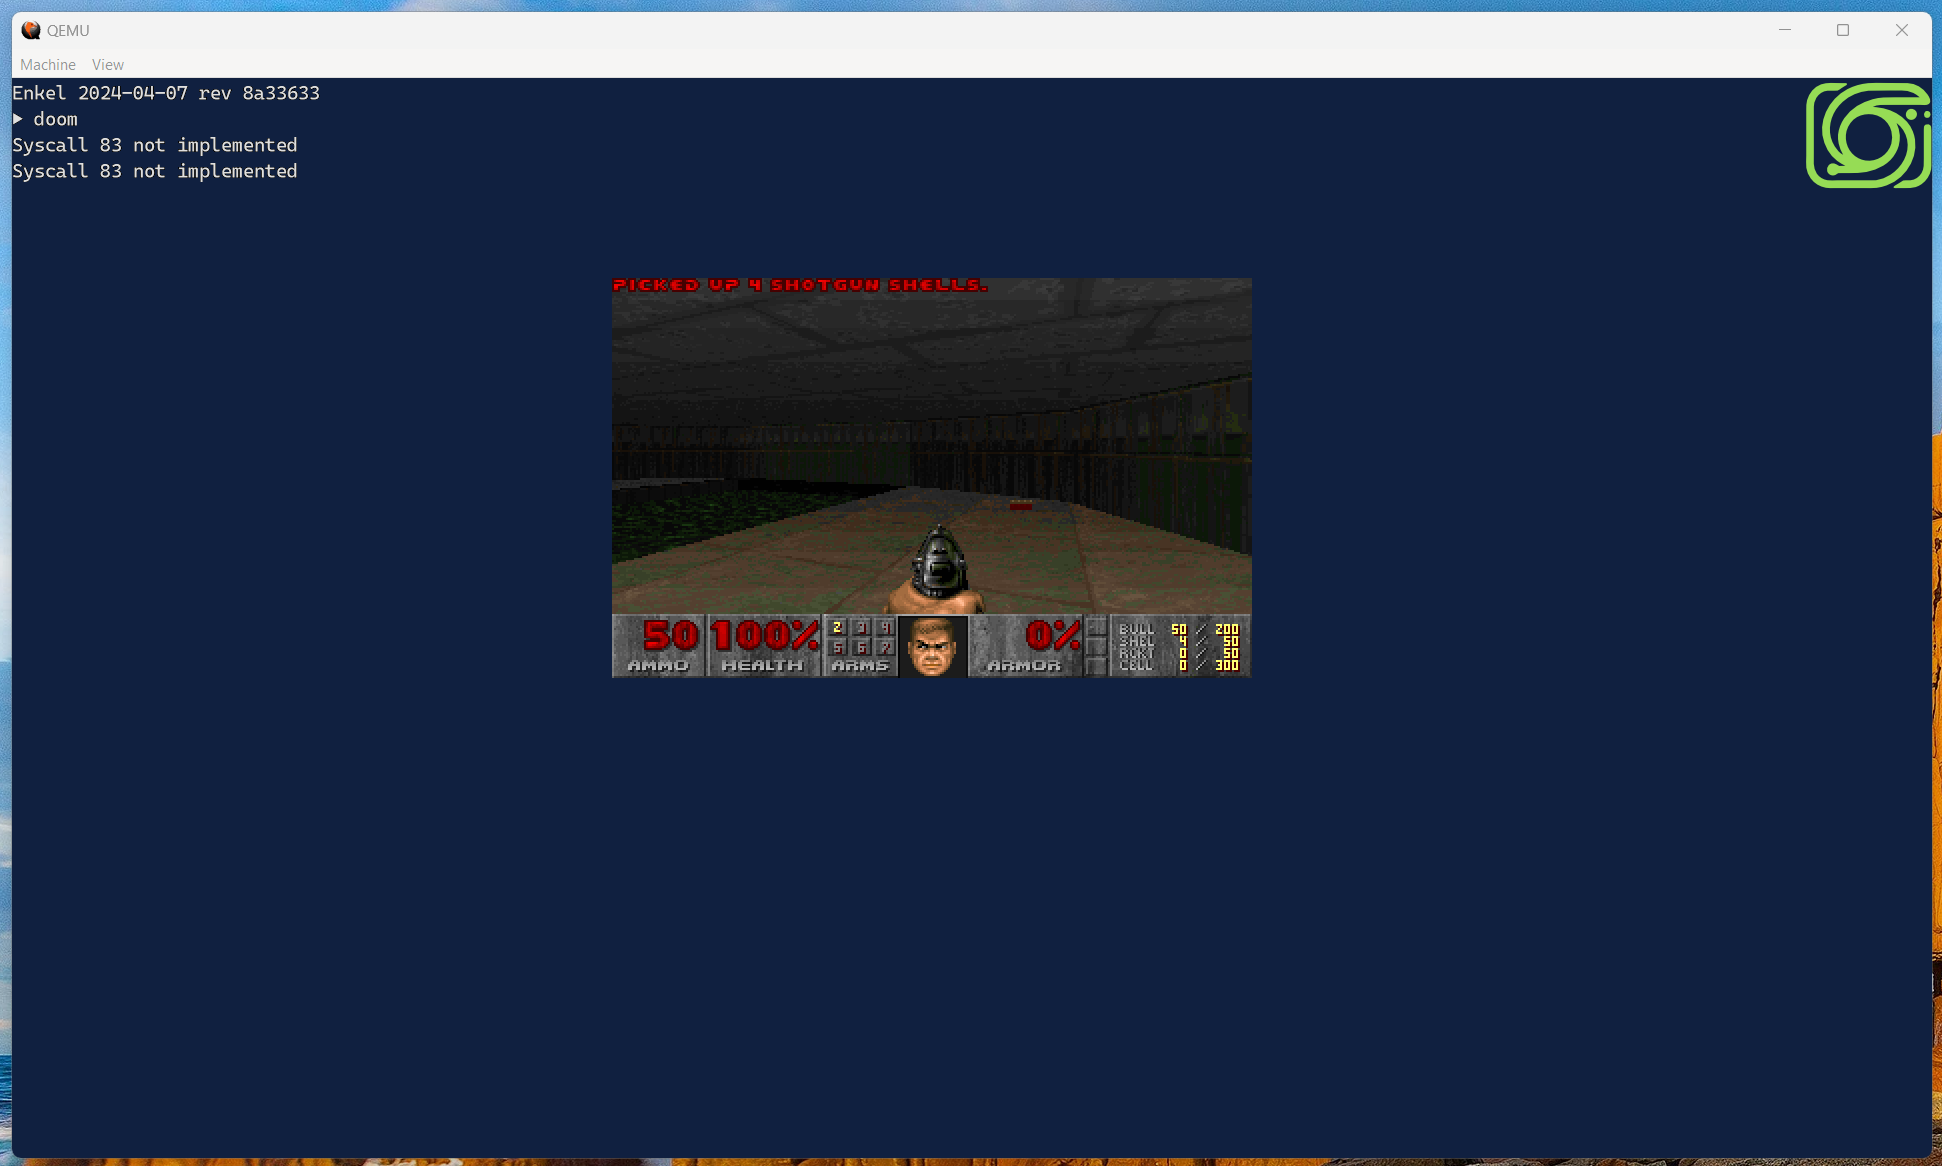 QEMU
Machine View
Enkel 2024-04-07 rev 8a33633
doom
Syscall 83 not implemented
Syscall 83 not implemented
PICKED UP 4 SHOTGUN SHELLS.
50 100% 2 3 4 0% BULL 50 / 200
5 6 7 SHEL 4 / 50
RCKT 0 / 50
AMMO HEALTH ARMS ARMOR CELL 0 / 300